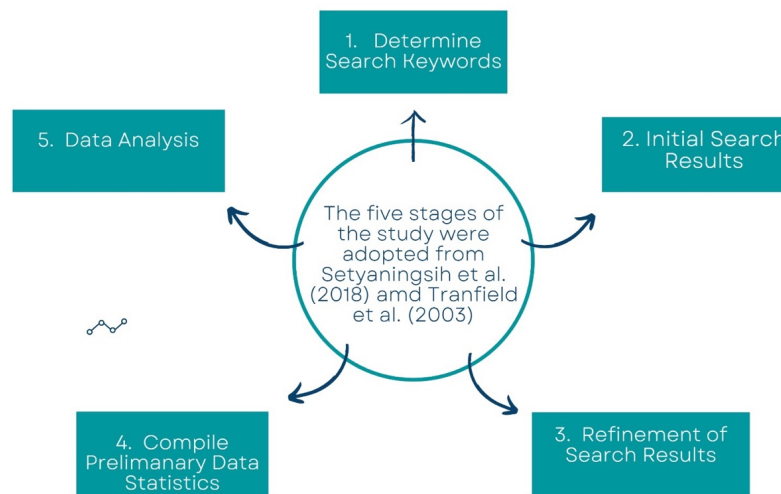 1. Determine
Search Keywords
2. Initial Search
Results
3. Refinement of
Search Results
4. Compile
Prelimanary Data
Statistics
5. Data Analysis
The five stages of
the study were
adopted from
Setyaningsih et al.
(2018) amd Tranfield
et al. (2003)